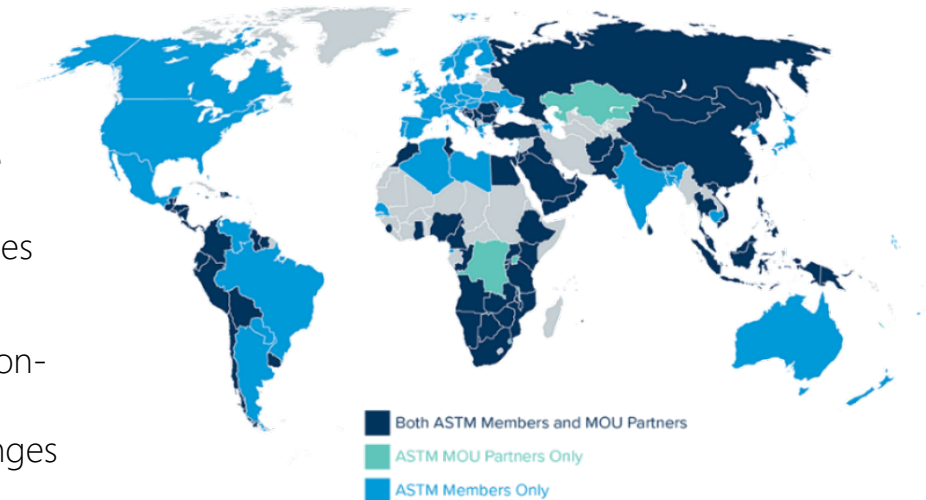 es
on-
nges
Both ASTM Members and MOU Partners
ASTM MOU Partners Only
ASTM Members Only